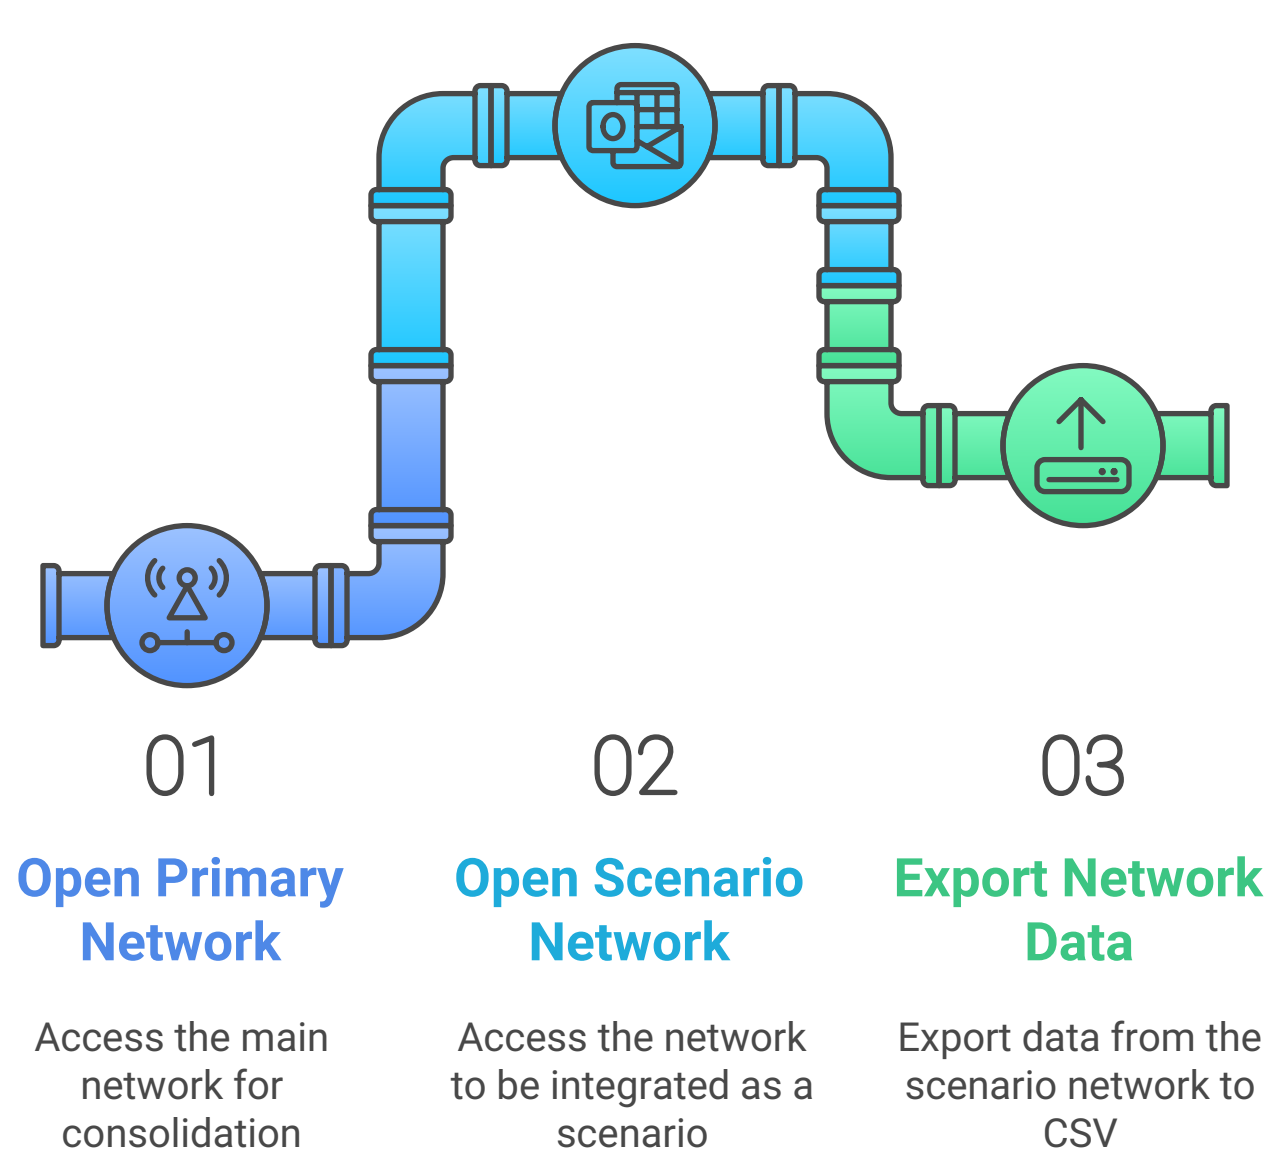 01
Open Primary
Network
Access the main
network for
consolidation
02
Open Scenario
Network
Access the network
to be integrated as a
scenario
03
Export Network
Data
Export data from the
scenario network to
CSV